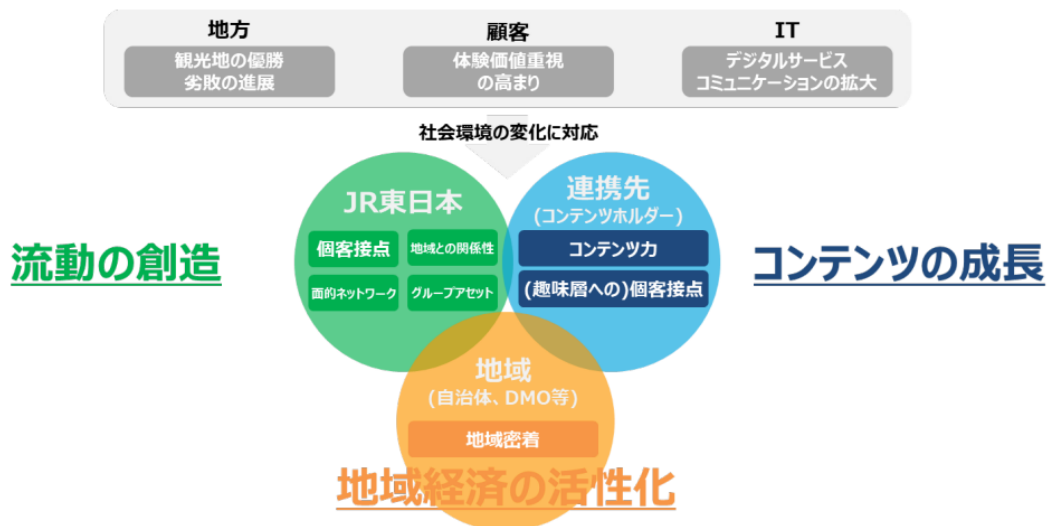 地方
観光地の優勝
劣敗の進展
顧客
体験価値重視
の高まり
IT
デジタルサービス
コミュニケーションの拡大
社会環境の変化に対応
JR東日本
個客接点
地域との関係性
面的ネットワーク
グループアセット
連携先
(コンテンツホルダー)
コンテンツ力
(趣味層への)個客接点
流動の創造
コンテンツの成長
地域
(自治体、DMO等)
地域密着
地域経済の活性化